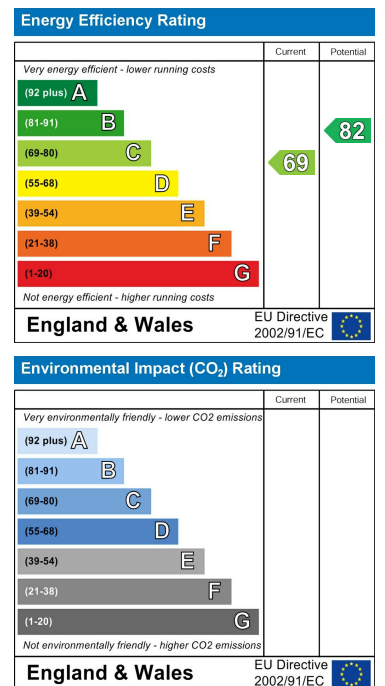 Energy Efficiency Rating
Current Potential
Very energy efficient - lower running costs
(92 plus) A
(81-91) B
82
(69-80) C
69
(55-68) D
(39-54) E
(21-38) F
(1-20) G
Not energy efficient - higher running costs
England & Wales
EU Directive
2002/91/EC
Environmental Impact (CO₂) Rating
Current Potential
Very environmentally friendly - lower CO2 emissions
(92 plus) A
(81-91) B
(69-80) C
(55-68) D
(39-54) E
(21-38) F
(1-20) G
Not environmentally friendly - higher CO2 emissions
England & Wales
EU Directive
2002/91/EC